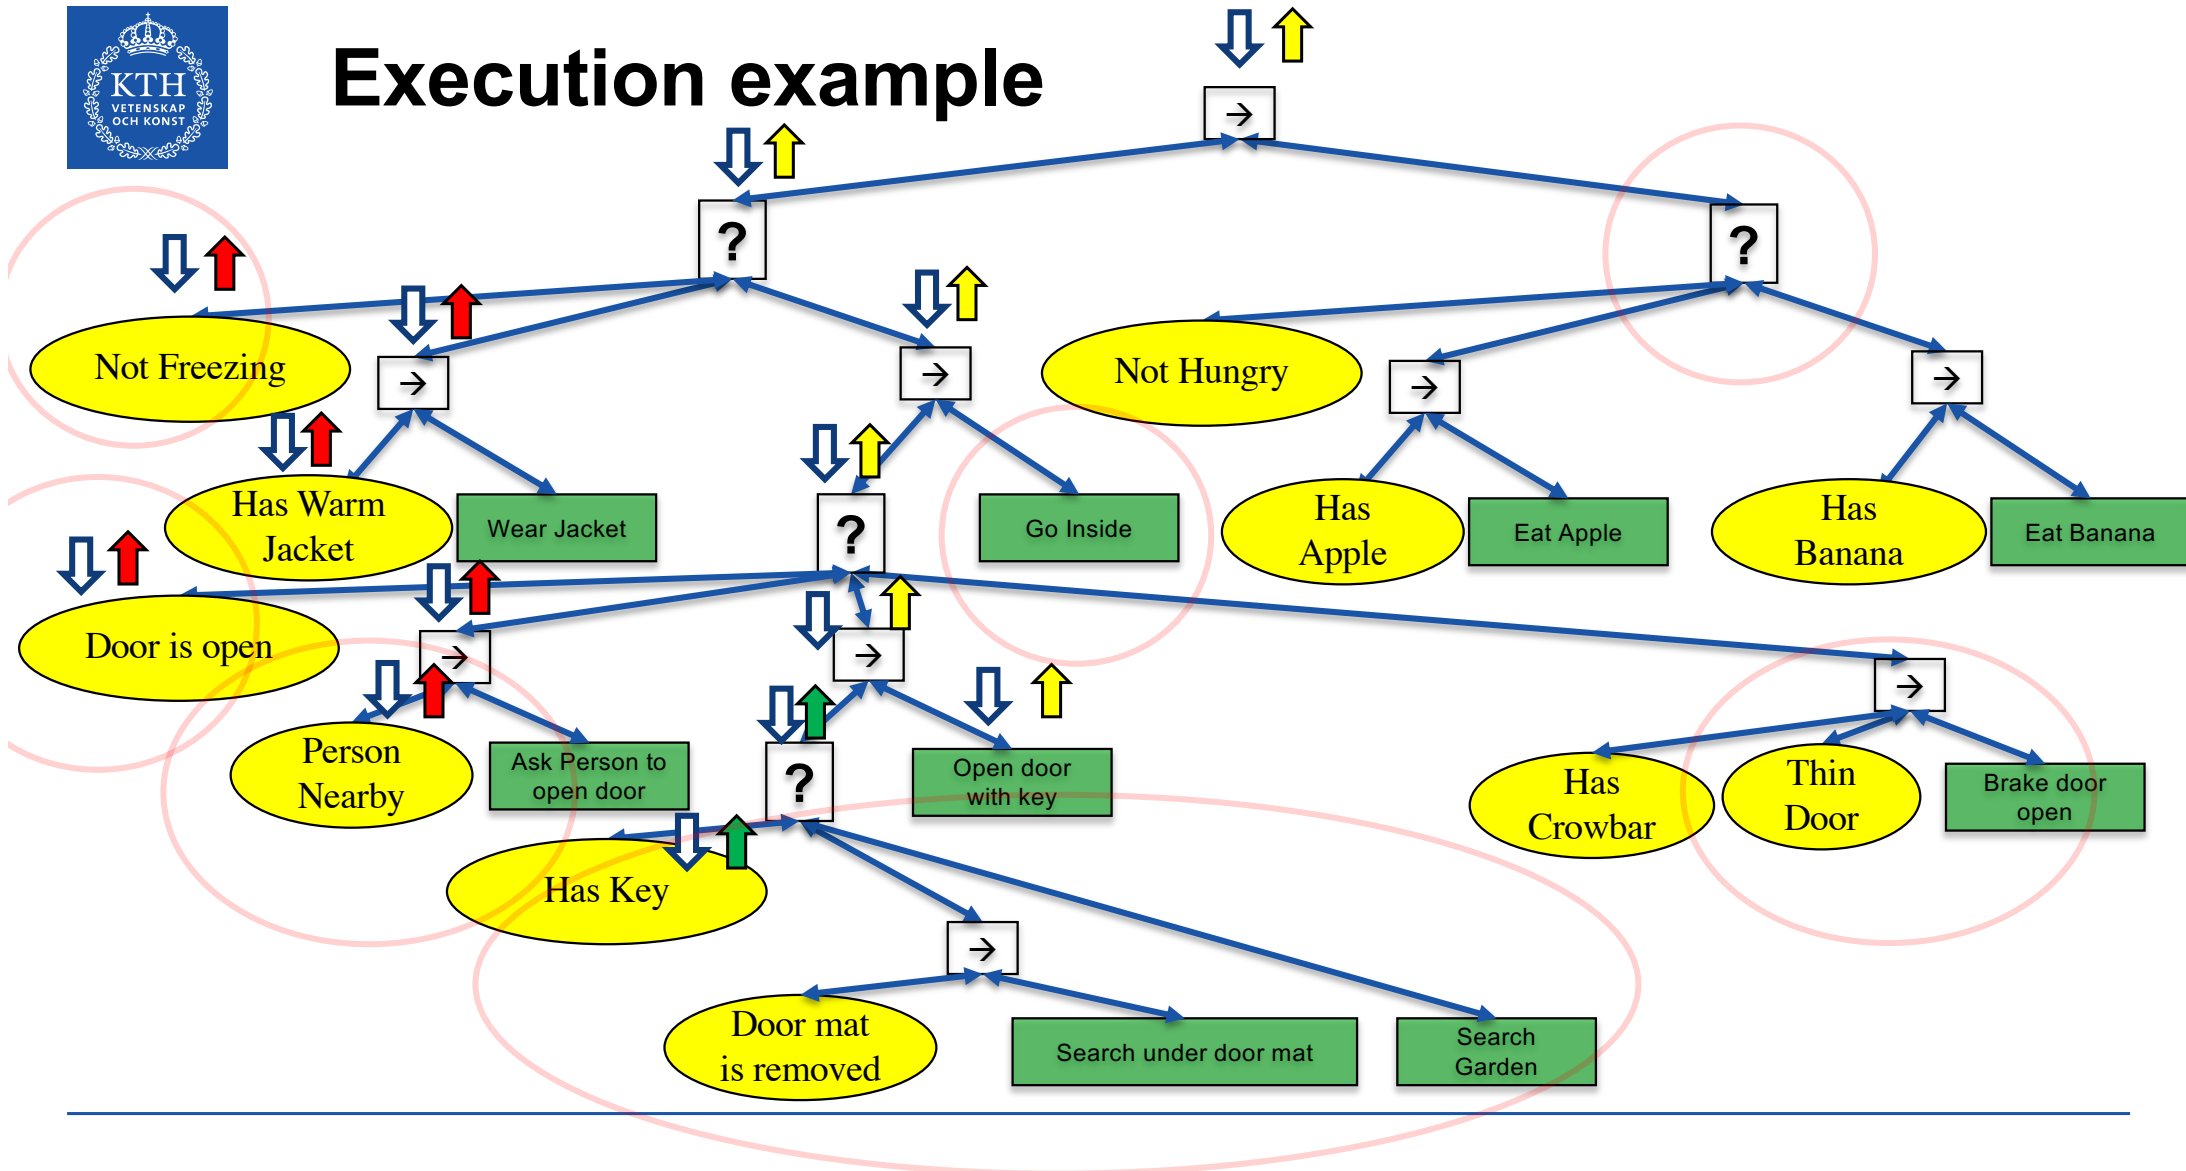 KTH
VETENSKAP
OCH KONST
Execution example
→
?
?
Not Freezing
→
→
Not Hungry
→
→
Has Warm
Jacket
Wear Jacket
?
Go Inside
Has
Apple
Eat Apple
Has
Banana
Eat Banana
Door is open
→
→
→
Person
Nearby
Ask Person to
open door
?
Open door
with key
Has
Crowbar
Thin
Door
Brake door
open
Has Key
→
Door mat
is removed
Search under door mat
Search
Garden